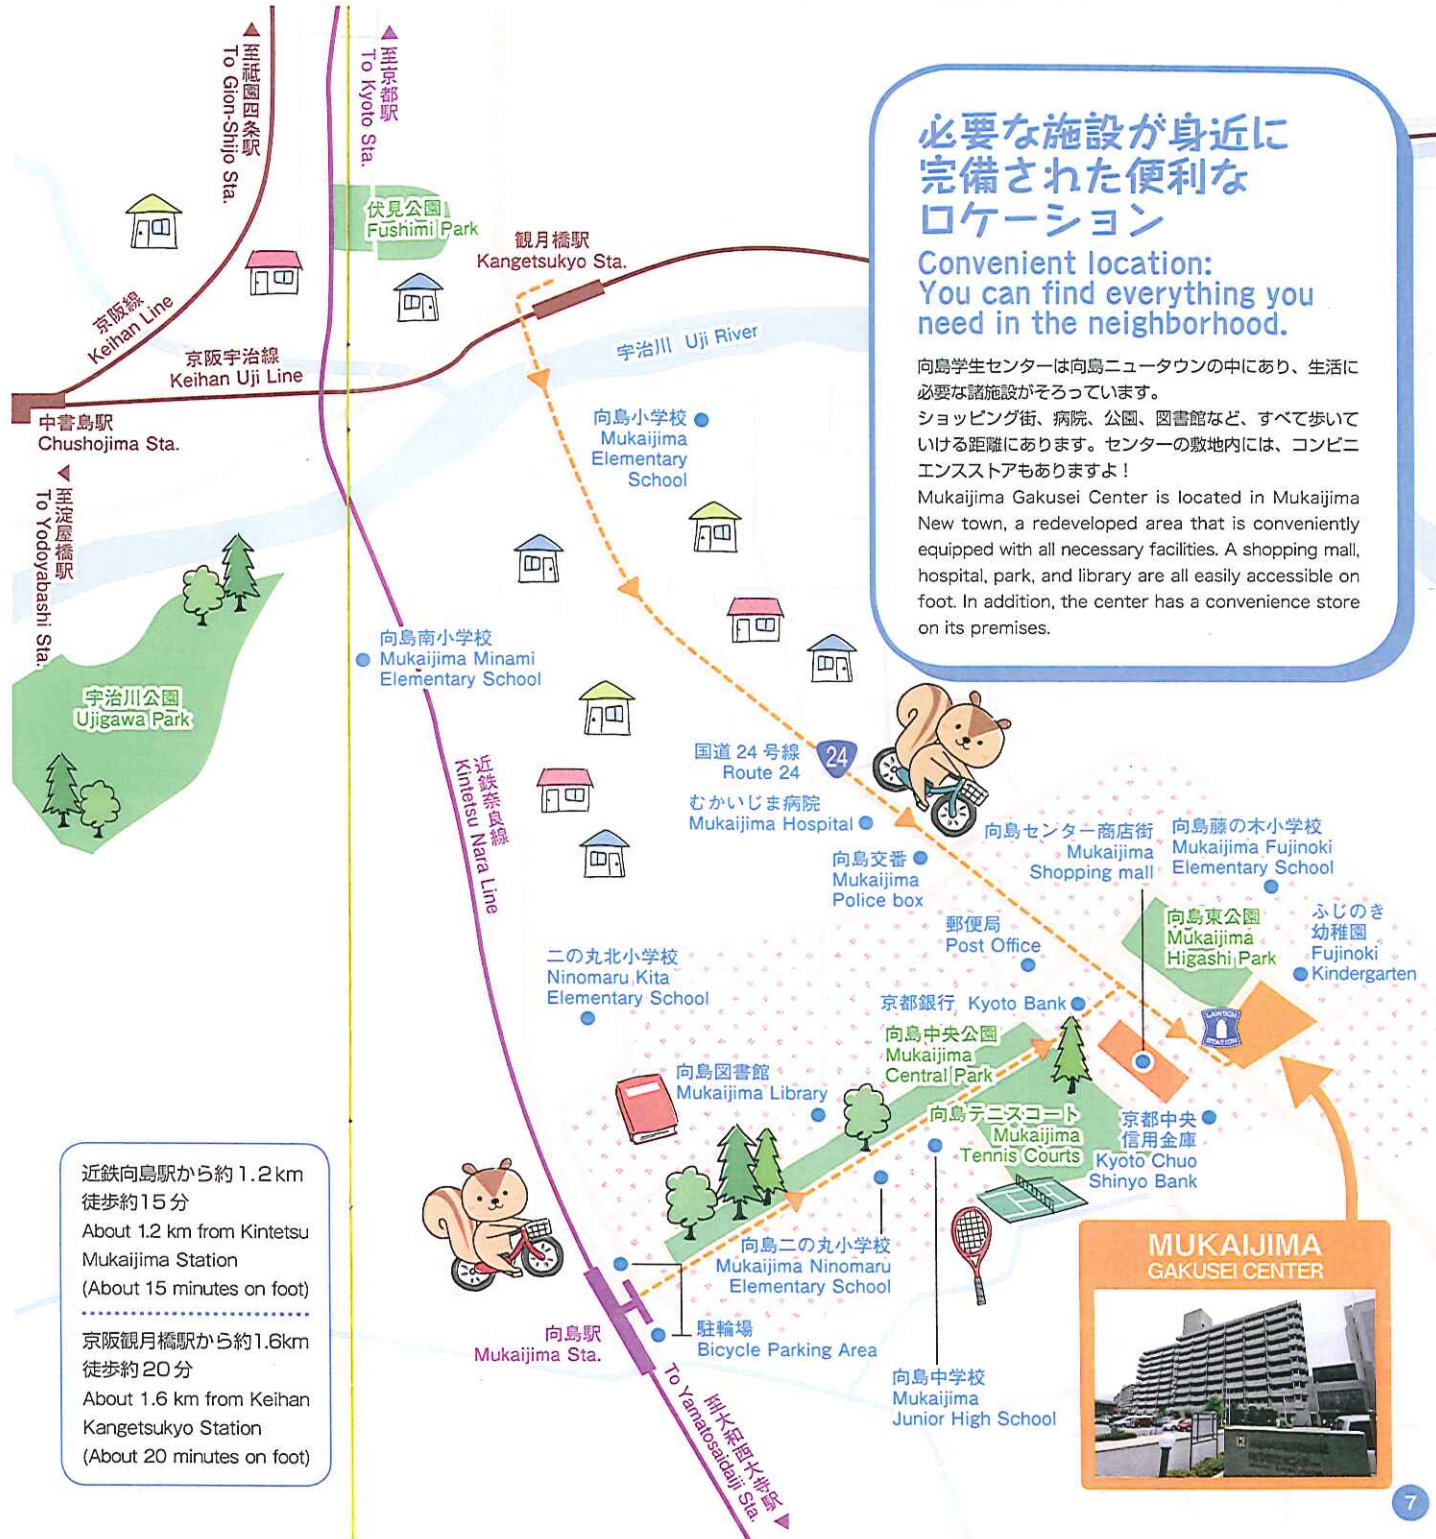 至祗園四条駅
To Gion-Shijo Sta.
至京都駅
To Kyoto Sta.
伏見公園
Fushimi Park
観月橋駅
Kangetsukyo Sta.
京阪線
Keihan Line
京阪宇治線
Keihan Uji Line
宇治川 Uji River
中書島駅
Chushojima Sta.
至淀屋橋駅
To Yodoyabashi Sta.
必要な施設が身近に
完備された便利な
ロケーション
Convenient location:
You can find everything you
need in the neighborhood.
向島学生センターは向島ニュータウンの中にあり、生活に
必要な諸施設がそろっています。
ショッピング街、病院、公園、図書館など、すべて歩いて
いける距離にあります。センターの敷地内には、コンビニ
エンスストアもありますよ！
Mukaijima Gakusei Center is located in Mukaijima
New town, a redeveloped area that is conveniently
equipped with all necessary facilities. A shopping mall,
hospital, park, and library are all easily accessible on
foot. In addition, the center has a convenience store
on its premises.
向島小学校
Mukaijima
Elementary
School
向島南小学校
Mukaijima Minami
Elementary School
宇治川公園
Ujigawa Park
近鉄奈良線
Kintetsu Nara Line
国道 24 号線
Route 24
24
むかいじま病院
Mukaijima Hospital
向島交番
Mukaijima
Police box
向島センター商店街
Mukaijima
Shopping mall
向島藤の木小学校
Mukaijima Fujinoki
Elementary School
向島東公園
Mukaijima
Higashi Park
ふじのき
幼稚園
Fujinoki
Kindergarten
郵便局
Post Office
二の丸北小学校
Ninomaru Kita
Elementary School
京都銀行 Kyoto Bank
LAWSON
STATION
向島中央公園
Mukaijima
Central Park
向島図書館
Mukaijima Library
向島テニスコート
Mukaijima
Tennis Courts
京都中央
信用金庫
Kyoto Chuo
Shinyo Bank
向島二の丸小学校
Mukaijima Ninomaru
Elementary School
向島駅
Mukaijima Sta.
駐輪場
Bicycle Parking Area
向島中学校
Mukaijima
Junior High School
至大和西大寺駅
To Yamatosaidaiji Sta.
近鉄向島駅から約1.2km
徒歩約15分
About 1.2 km from Kintetsu
Mukaijima Station
(About 15 minutes on foot)
京阪観月橋駅から約1.6km
徒歩約20分
About 1.6 km from Keihan
Kangetsukyo Station
(About 20 minutes on foot)
MUKAIJIMA
GAKUSEI CENTER
7